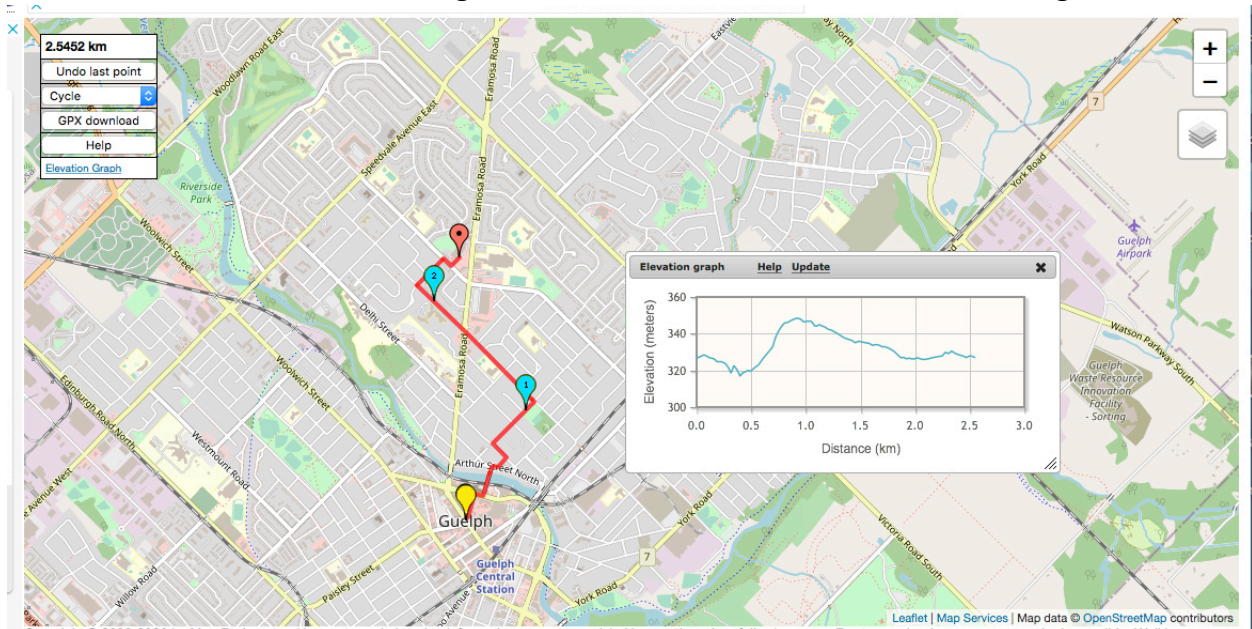 2.5452 km
Undo last point
Cycle
GPX download
Help
Elevation Graph
+
−
Woodlawn Road East
Eramosa Road
Speedvale Avenue East
Riverside
Park
Woolwich Street
7
York Road
Guelph
Airport
2
Delhi Street
Woolwich Street
Eramosa Road
1
Edinburgh Road North
Westmount Road
Arthur Street North
Guelph
Guelph
Central
Station
Paisley Street
Willow Road
York Road
7
York Road
Victoria Road South
Watson Parkway South
Guelph
Waste Resource
Innovation
Facility
- Sorting
Elevation graph Help Update
Elevation (meters)
360
340
320
300
0.0 0.5 1.0 1.5 2.0 2.5 3.0
Distance (km)
Leaflet | Map Services | Map data © OpenStreetMap contributors